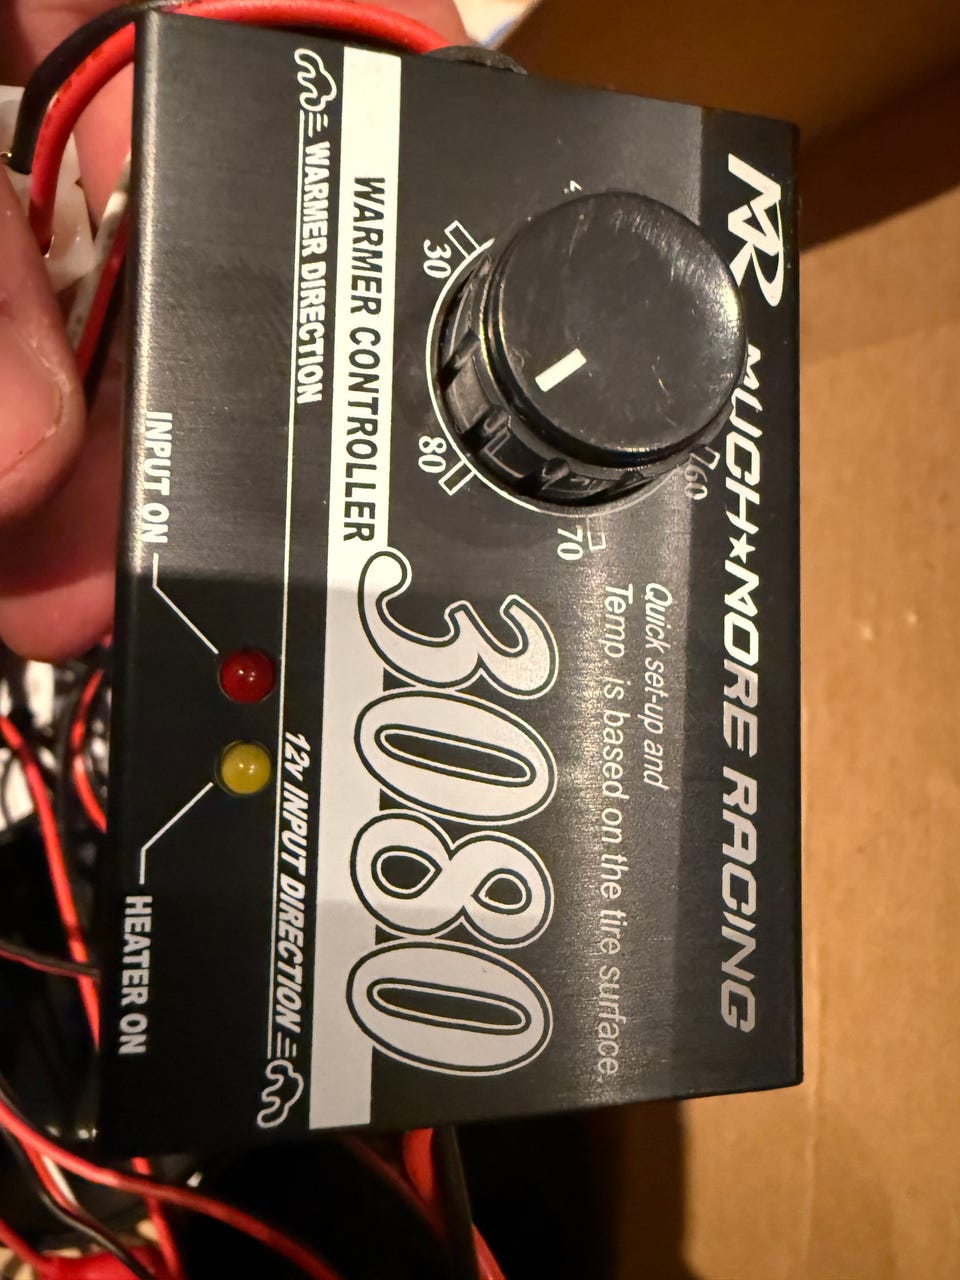 MR MUCH★MORE RACING
Quick set-up and
Temp. is based on the tire surface.
4
60
30
70
80
3080
WARMER CONTROLLER
WARMER DIRECTION
12v INPUT DIRECTION
INPUT ON
HEATER ON